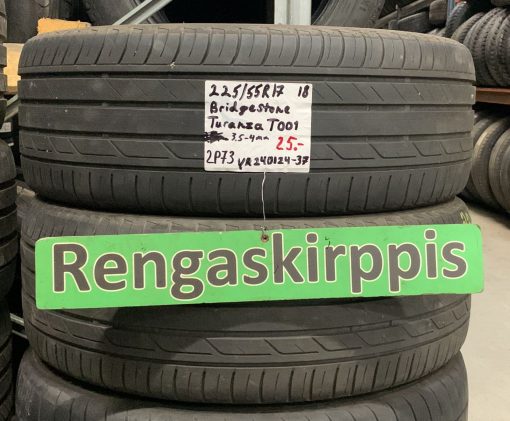 225/55R17 18
Bridgestone
Turanza T001
3.5-4mm 25.-
2P73 VR240124-37
Rengaskirppis